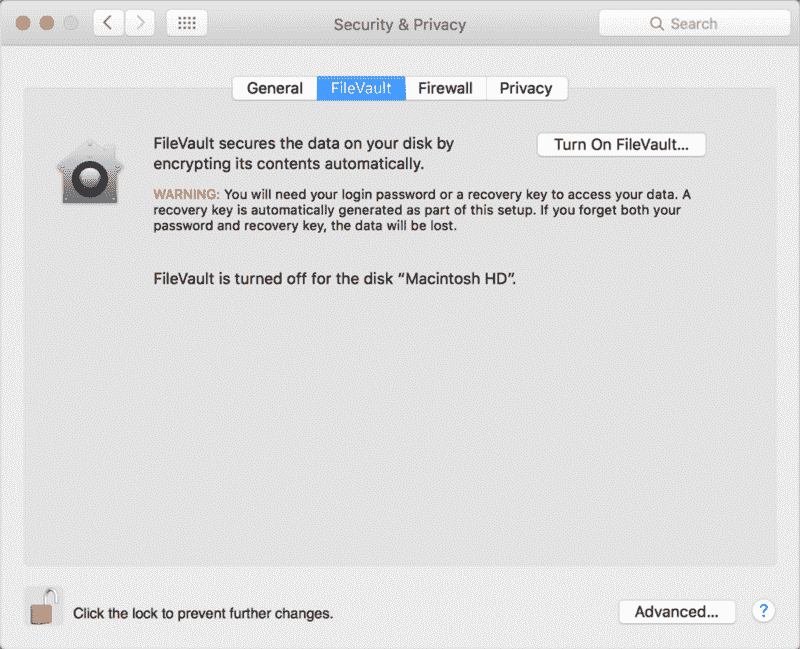 Security & Privacy
Search
General
FileVault
Firewall
Privacy
FileVault secures the data on your disk by
encrypting its contents automatically.
Turn On FileVault...
WARNING: You will need your login password or a recovery key to access your data. A
recovery key is automatically generated as part of this setup. If you forget both your
password and recovery key, the data will be lost.
FileVault is turned off for the disk “Macintosh HD”.
Click the lock to prevent further changes.
Advanced...
?